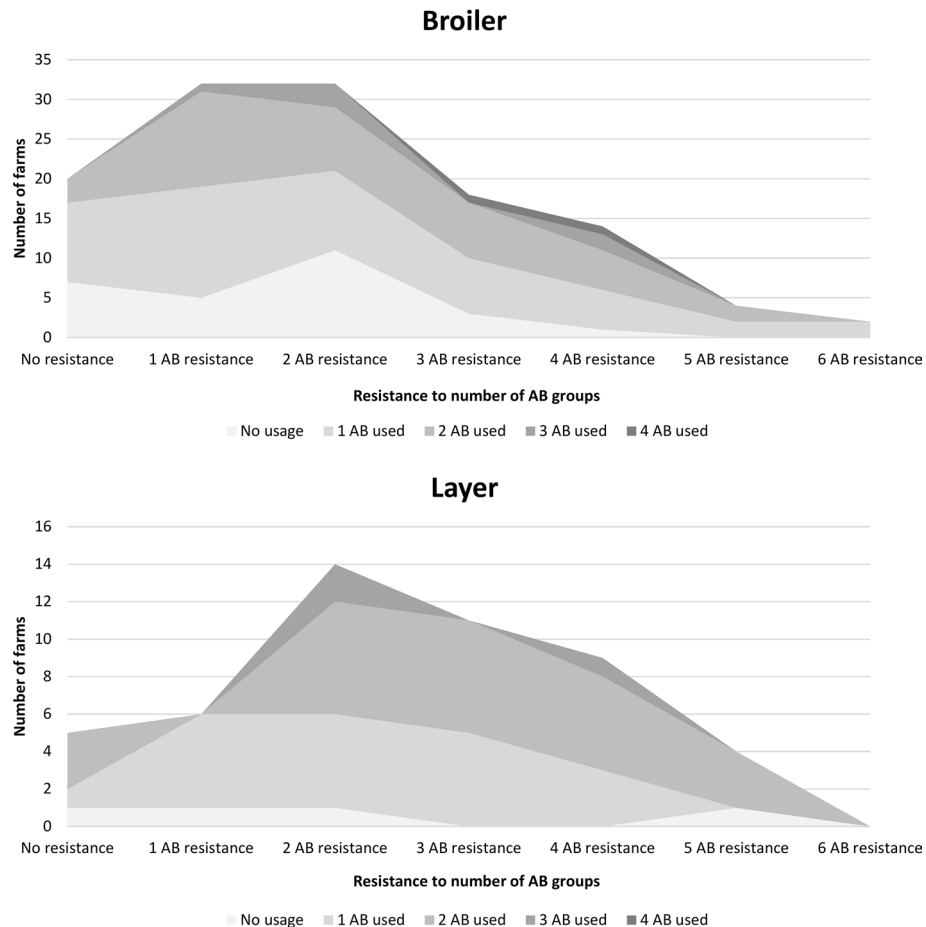 Broiler
35
30
25
20
15
10
5
0
Number of farms
No resistance 1 AB resistance 2 AB resistance 3 AB resistance 4 AB resistance 5 AB resistance 6 AB resistance
Resistance to number of AB groups
No usage 1 AB used 2 AB used 3 AB used 4 AB used
Layer
16
14
12
10
8
6
4
2
0
Number of farms
No resistance 1 AB resistance 2 AB resistance 3 AB resistance 4 AB resistance 5 AB resistance 6 AB resistance
Resistance to number of AB groups
No usage 1 AB used 2 AB used 3 AB used 4 AB used